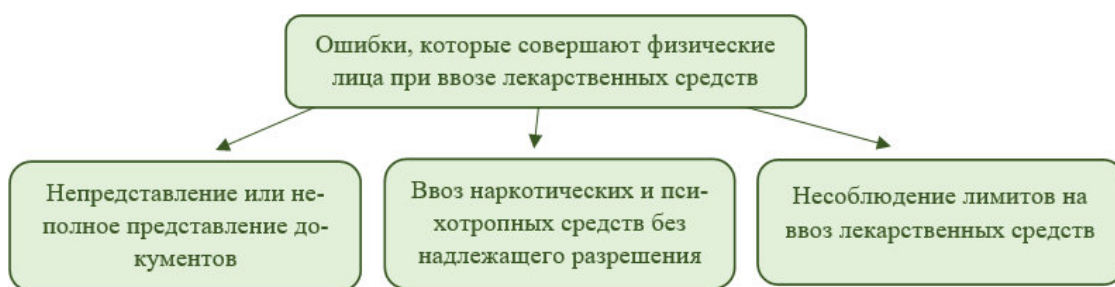 Ошибки, которые совершают физические
лица при ввозе лекарственных средств
Непредставление или не-
полное представление до-
кументов
Ввоз наркотических и пси-
хотропных средств без
надлежащего разрешения
Несоблюдение лимитов на
ввоз лекарственных средств